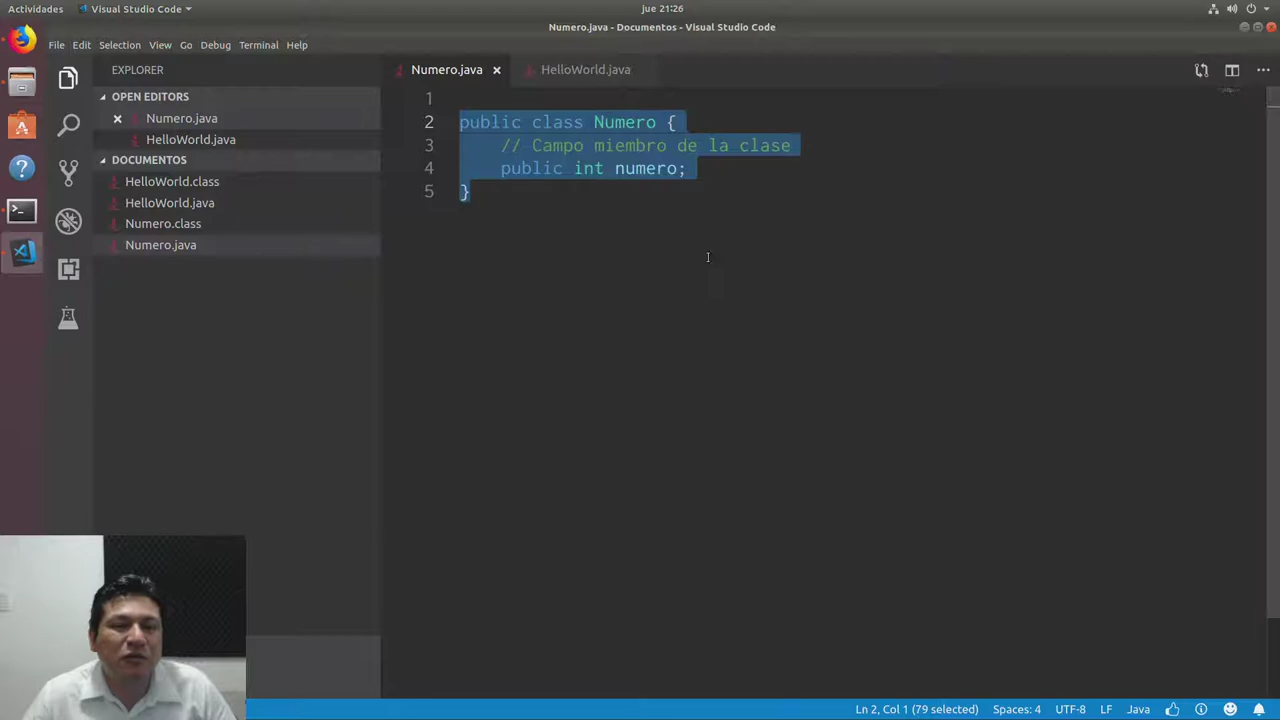 Actividades
Visual Studio Code
jue 21:26
Numero.java - Documentos - Visual Studio Code
File Edit Selection View Go Debug Terminal Help
EXPLORER
OPEN EDITORS
Numero.java
HelloWorld.java
DOCUMENTOS
HelloWorld.class
HelloWorld.java
Numero.class
Numero.java
Numero.java
HelloWorld.java
1
2 public class Numero {
3 // Campo miembro de la clase
4 public int numero;
5 }
Ln 2, Col 1 (79 selected) Spaces: 4 UTF-8 LF Java